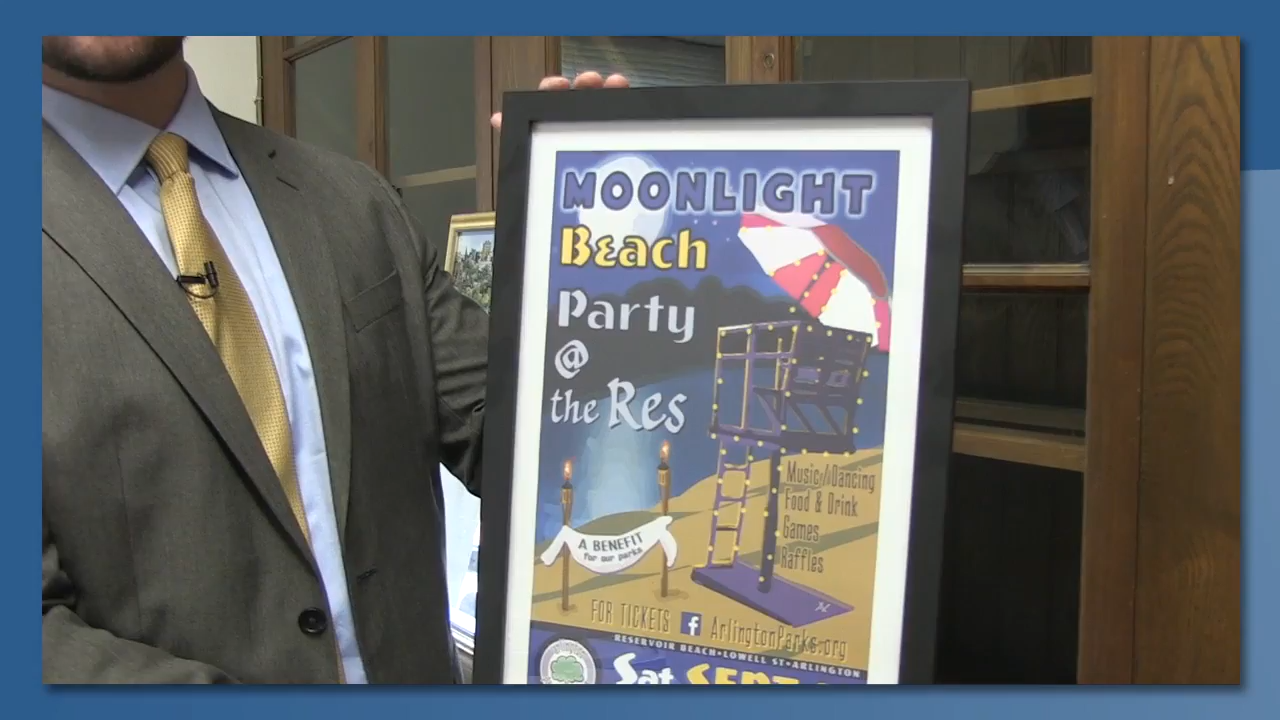 MOONLIGHT
Beach
Party
@
the Res
Music/Dancing
Food & Drink
Games
Raffles
A BENEFIT
for our parks
FOR TICKETS f ArlingtonParks.org
RESERVOIR BEACH•LOWELL ST•ARLINGTON
Sat SEPT